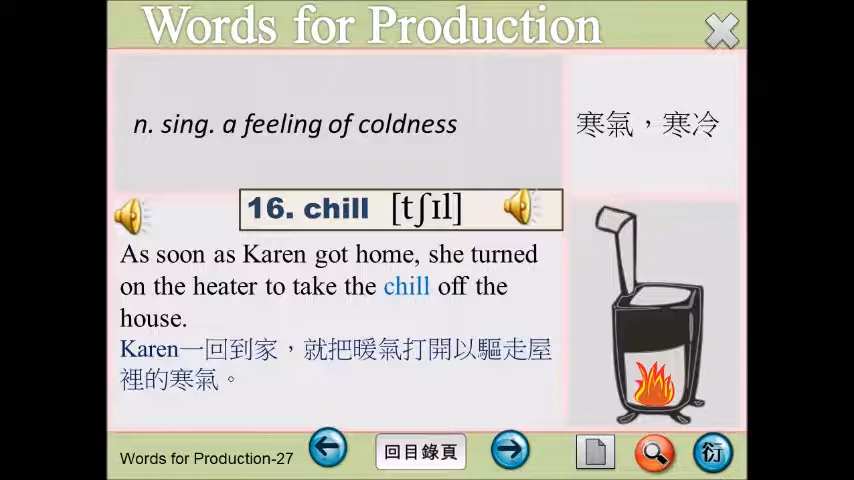 Words for Production
n. sing. a feeling of coldness
寒氣，寒冷
16. chill [tʃɪl]
As soon as Karen got home, she turned
on the heater to take the chill off the
house.
Karen一回到家，就把暖氣打開以驅走屋
裡的寒氣。
Words for Production-27
回目錄頁
衍